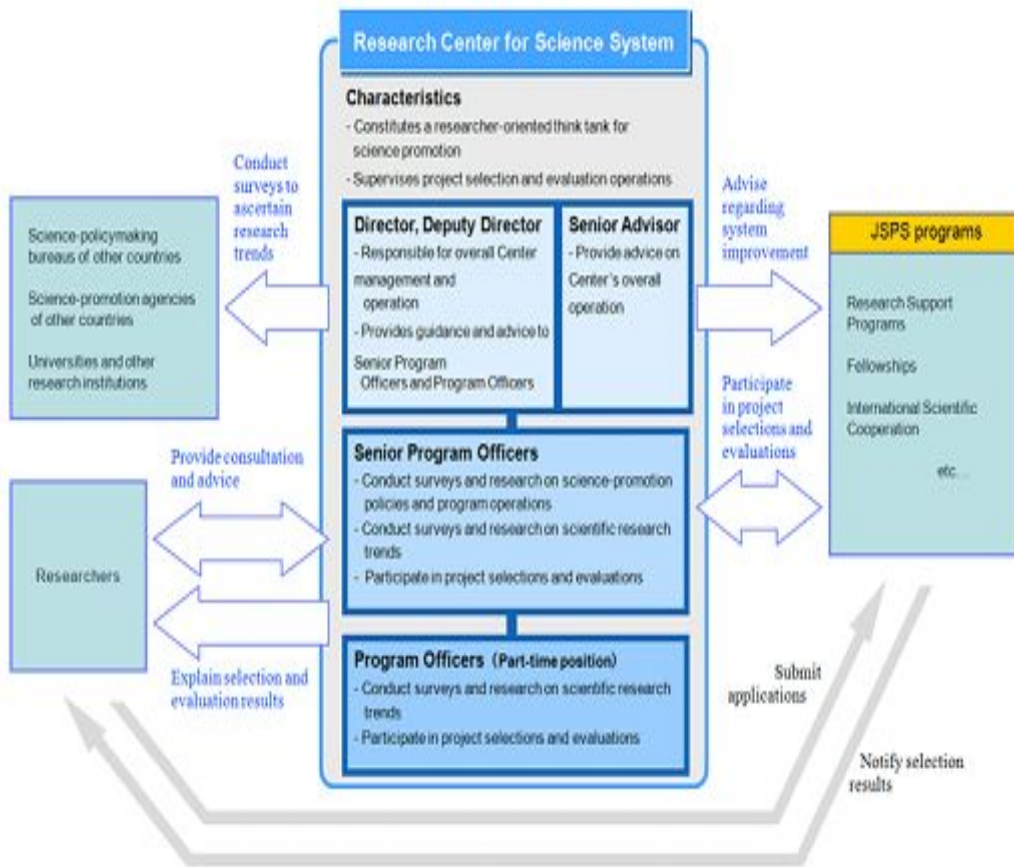 Research Center for Science System
Characteristics
- Constitutes a researcher-oriented think tank for
science promotion
- Supervises project selection and evaluation operations
Conduct
surveys to
ascertain
research
trends
Science-policymaking
bureaus of other countries
Science-promotion agencies
of other countries
Universities and other
research institutions
Director, Deputy Director
- Responsible for overall Center
management and
operation
- Provides guidance and advice to
Senior Program
Officers and Program Officers
Senior Advisor
- Provide advice on
Center's overall
operation
Advise
regarding
system
improvement
JSPS programs
Research Support
Programs
Fellowships
International Scientific
Cooperation
etc...
Participate
in project
selections and
evaluations
Provide consultation
and advice
Researchers
Explain selection and
evaluation results
Senior Program Officers
- Conduct surveys and research on science-promotion
policies and program operations
- Conduct surveys and research on scientific research
trends
- Participate in project selections and evaluations
Program Officers (Part-time position)
- Conduct surveys and research on scientific research
trends
- Participate in project selections and evaluations
Submit
applications
Notify selection
results